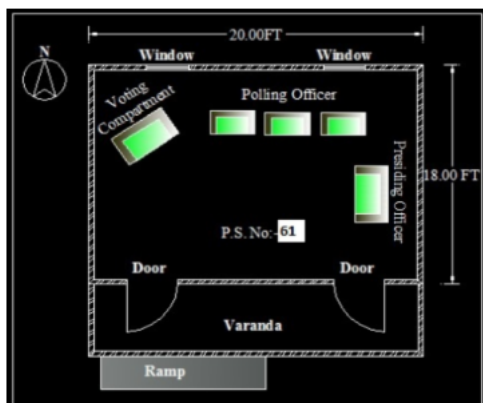 20.00FT
N
Window
Window
Voting
Compartment
Polling Officer
Presiding Officer
18.00 FT
P.S. No:-61
Door
Door
Varanda
Ramp